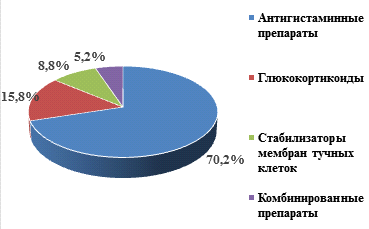 Антигистаминные
препараты
5,2%
8,8%
15,8%
Глюкокортикоиды
Стабилизаторы
мембран тучных
клеток
70,2%
Комбинированные
препараты